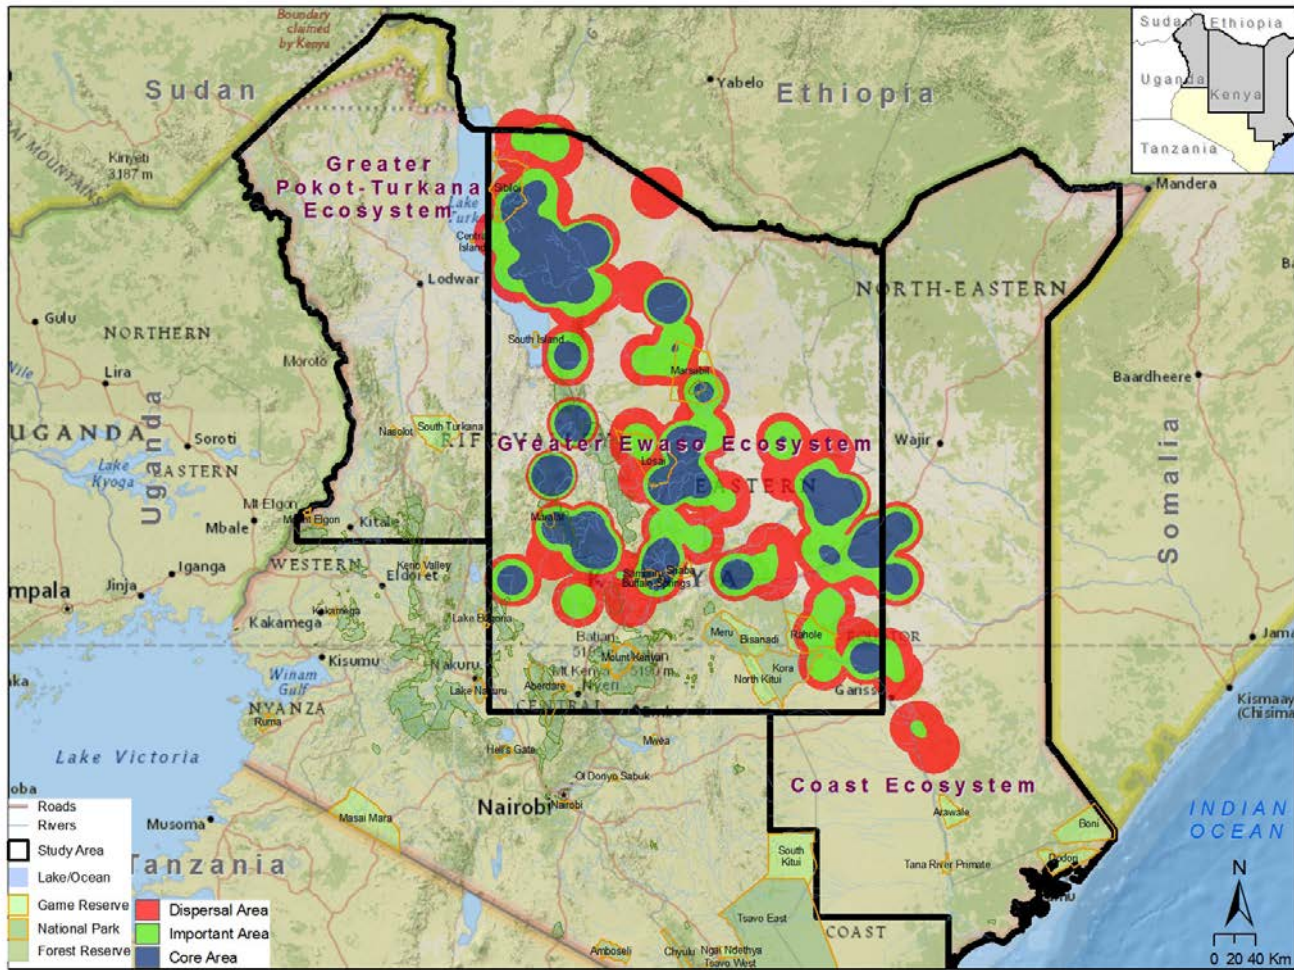 Boundary
claimed
by Kenya
Sudan
Ethiopia
Yabelo
Kinyeti
3187 m
Greater
Pokot-Turkana
Ecosystem
Sibiloi
Central
Island
Mandera
Lodwar
NORTH-EASTERN
Gulu
NORTHERN
South Island
Moroto
Marsabit
Lira
Baardheere
Nile
UGANDA
Uganda
Soroti
Lake
Kyoga
EASTERN
Nasolot
South Turkana
Greater Ewaso Ecosystem
Wajir
Losai
EASTERN
Somalia
Mt Elgon
Mount Elgon
Mbale
Kitale
Maralal
WESTERN
Kerio Valley
Eldoret
Iganga
Jinja
mpala
Shaba
Buffalo Springs
Kakamega
Kakamega
Lake Bogoria
Meru
Bisanadi
Rahole
Kisumu
Winam
Gulf
Nakuru
Batian
Mount Kenya
Mt Kenya
Kora
North Kitui
Lake Nakuru
Aberdare
Nyeri
CENTRAL
NYANZA
Ruma
Kismaay
(Chisima
Mwea
Hell's Gate
Lake Victoria
Ol Donyo Sabuk
Coast Ecosystem
Nairobi
Nairobi
Masai Mara
Arawale
Boni
INDIAN
OCEAN
Musoma
Tanzania
South
Kitui
Tana River Primate
Dodori
Tsavo East
COAST
Amboseli
Chyulu
Ngai Ndethya
Tsavo West
Roads
Rivers
Study Area
Lake/Ocean
Game Reserve
National Park
Forest Reserve
Dispersal Area
Important Area
Core Area
N
0 20 40 Km
Sudan
Ethiopia
Uganda
Kenya
Tanzania